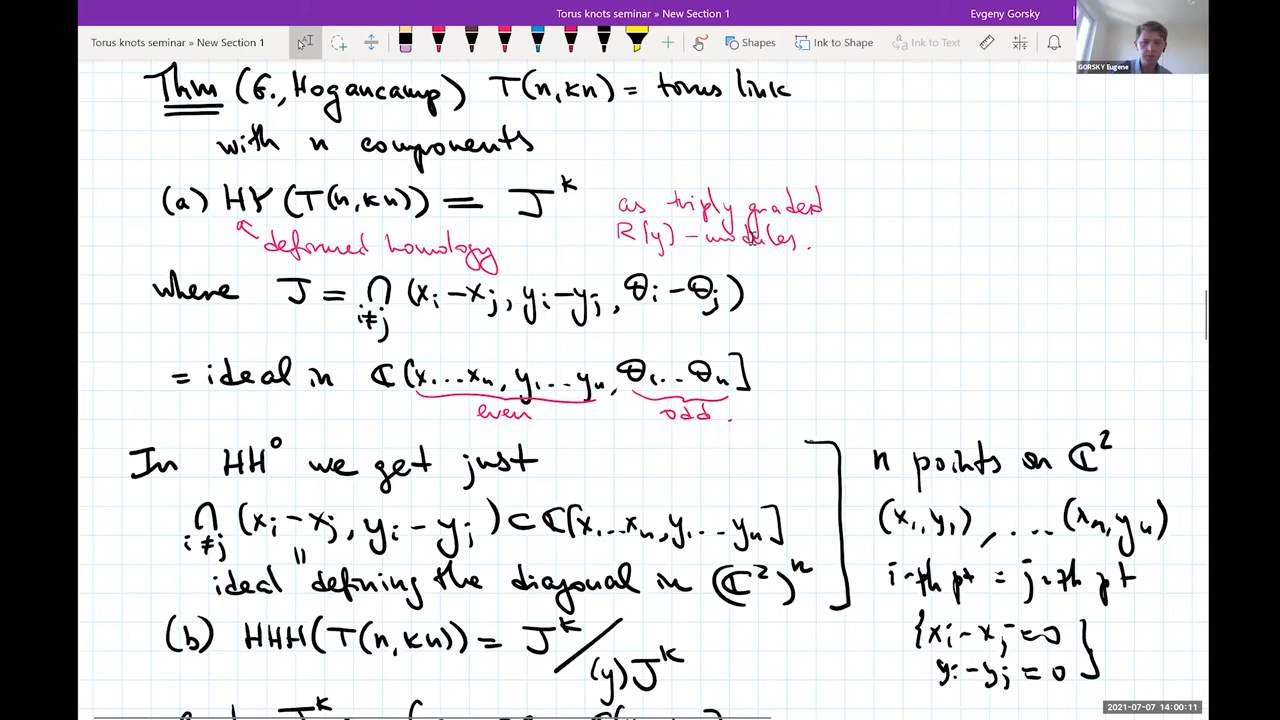 Torus knots seminar » New Section 1
Evgeny Gorsky
Torus knots seminar » New Section 1
Shapes
Ink to Shape
Ink to Text
GORSKY Eugene
Thm (G., Hogancamp) T(n,kn) = torus link
with n components
(a) HY (T(n,kn)) = J^k
as triply graded
R[y] - modules.
deformed homology
where J = ∩_{i≠j} (x_i - x_j, y_i - y_j, θ_i - θ_j)
= ideal in ℂ[x_1...x_n, y_1...y_n, θ_1...θ_n]
even
odd.
In HH^0 we get just
∩_{i≠j} (x_i - x_j, y_i - y_j) ⊂ ℂ[x_1...x_n, y_1...y_n]
ideal defining the diagonal in (ℂ^2)^n
n points on ℂ^2
(x_1, y_1), .... (x_n, y_n)
i-th pt = j-th pt
{x_i - x_j = 0
y_i - y_j = 0}
(b) HHH(T(n,kn)) = J^k / (y)J^k
2021-07-07 14:00:11